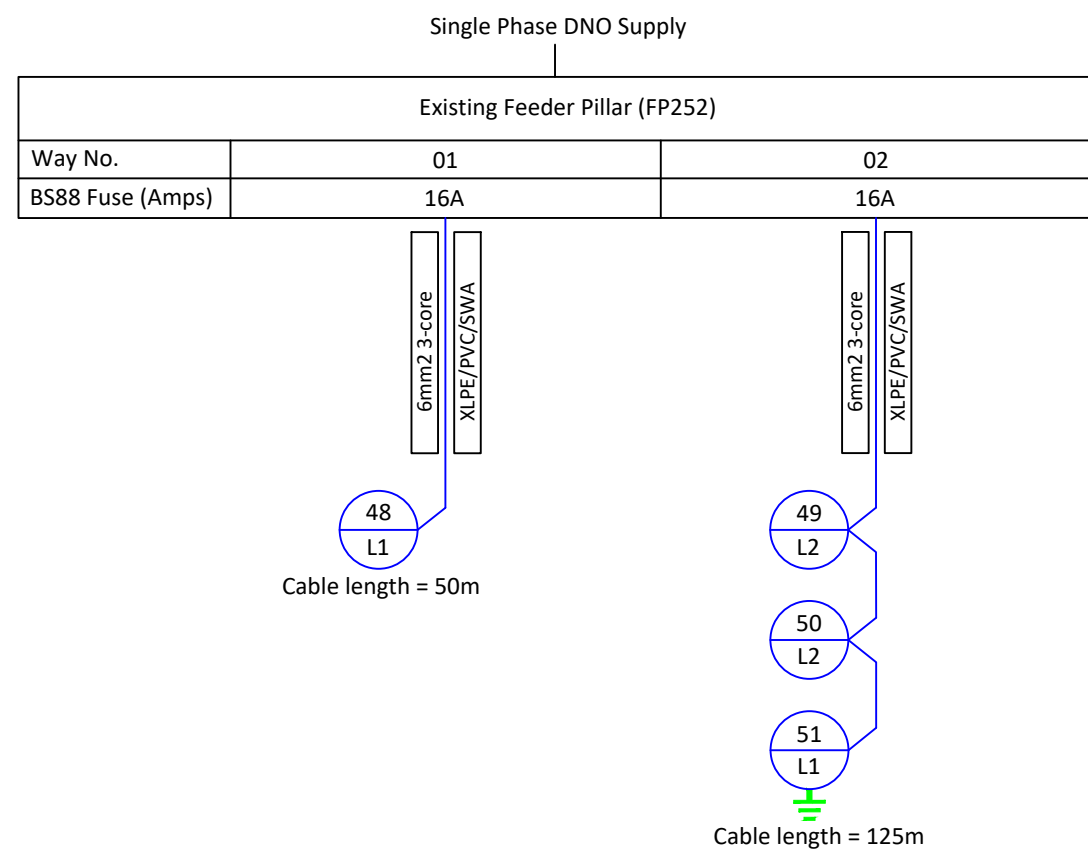 Single Phase DNO Supply
Existing Feeder Pillar (FP252)
Way No. 01 02
BS88 Fuse (Amps) 16A 16A
6mm2 3-core
XLPE/PVC/SWA
6mm2 3-core
XLPE/PVC/SWA
48
L1
Cable length = 50m
49
L2
50
L2
51
L1
Cable length = 125m